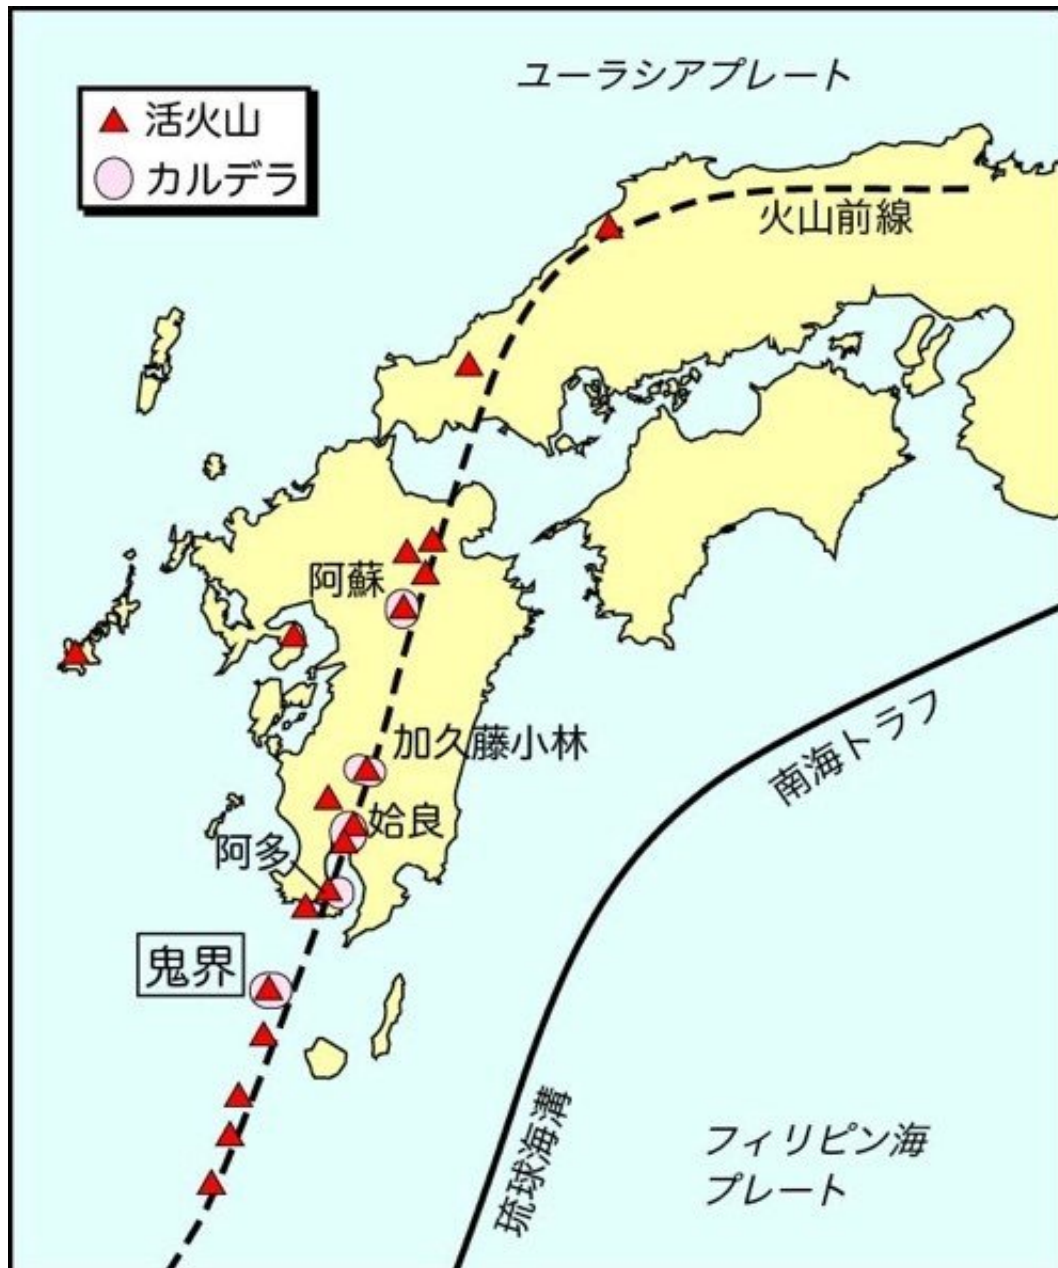 ユーラシアプレート
活火山
カルデラ
火山前線
阿蘇
加久藤小林
姶良
阿多
鬼界
南海トラフ
琉球海溝
フィリピン海
プレート